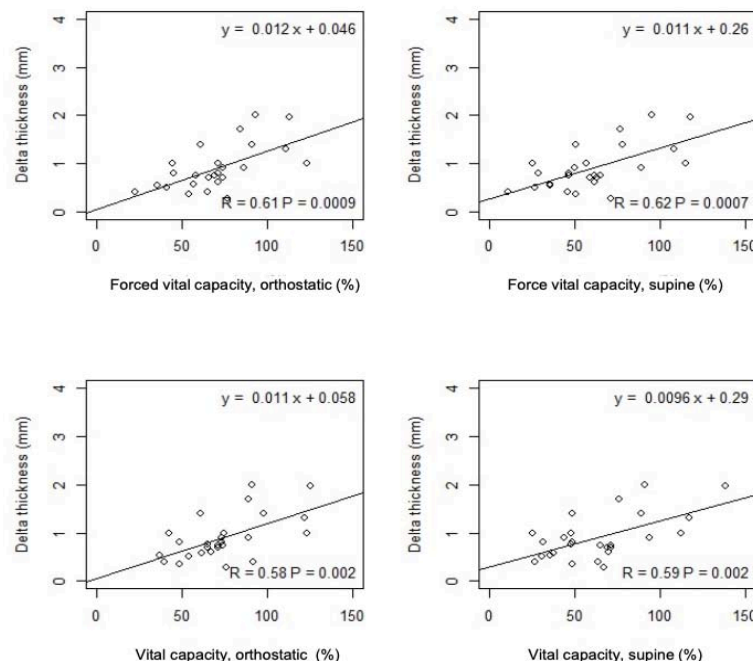 y = 0.012 x + 0.046
4
3
2
1
0
Delta thickness (mm)
R = 0.61 P = 0.0009
0 50 100 150
Forced vital capacity, orthostatic (%)
y = 0.011 x + 0.26
4
3
2
1
0
Delta thickness (mm)
R = 0.62 P = 0.0007
0 50 100 150
Force vital capacity, supine (%)
y = 0.011 x + 0.058
4
3
2
1
0
Delta thickness (mm)
R = 0.58 P = 0.002
0 50 100 150
Vital capacity, orthostatic (%)
y = 0.0096 x + 0.29
4
3
2
1
0
Delta thickness (mm)
R = 0.59 P = 0.002
0 50 100 150
Vital capacity, supine (%)